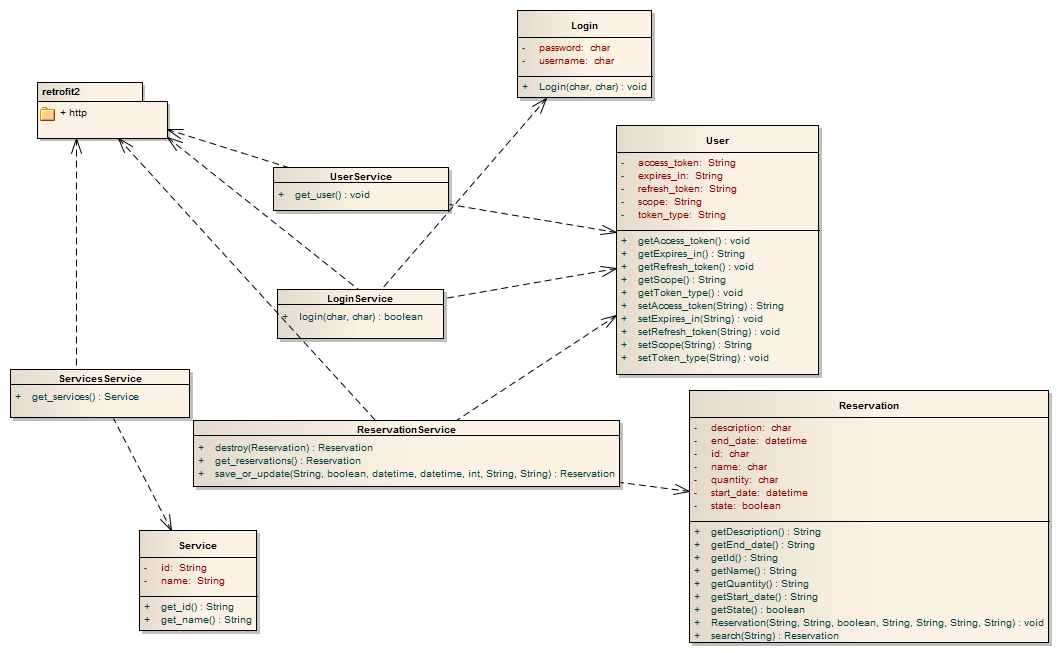 Login
- password: char
- username: char
+ Login(char, char) : void
retrofit2
+ http
User
- access_token: String
- expires_in: String
- refresh_token: String
- scope: String
- token_type: String
+ getAccess_token() : void
+ getExpires_in() : String
+ getRefresh_token() : void
+ getScope() : String
+ getToken_type() : void
+ setAccess_token(String) : String
+ setExpires_in(String) : void
+ setRefresh_token(String) : void
+ setScope(String) : String
+ setToken_type(String) : void
UserService
+ get_user() : void
LoginService
+ login(char, char) : boolean
ServicesService
+ get_services() : Service
ReservationService
+ destroy(Reservation) : Reservation
+ get_reservations() : Reservation
+ save_or_update(String, boolean, datetime, datetime, int, String, String) : Reservation
Reservation
- description: char
- end_date: datetime
- id: char
- name: char
- quantity: char
- start_date: datetime
- state: boolean
+ getDescription() : String
+ getEnd_date() : String
+ getId() : String
+ getName() : String
+ getQuantity() : String
+ getStart_date() : String
+ getState() : boolean
+ Reservation(String, String, boolean, String, String, String, String) : void
+ search(String) : Reservation
Service
- id: String
- name: String
+ get_id() : String
+ get_name() : String